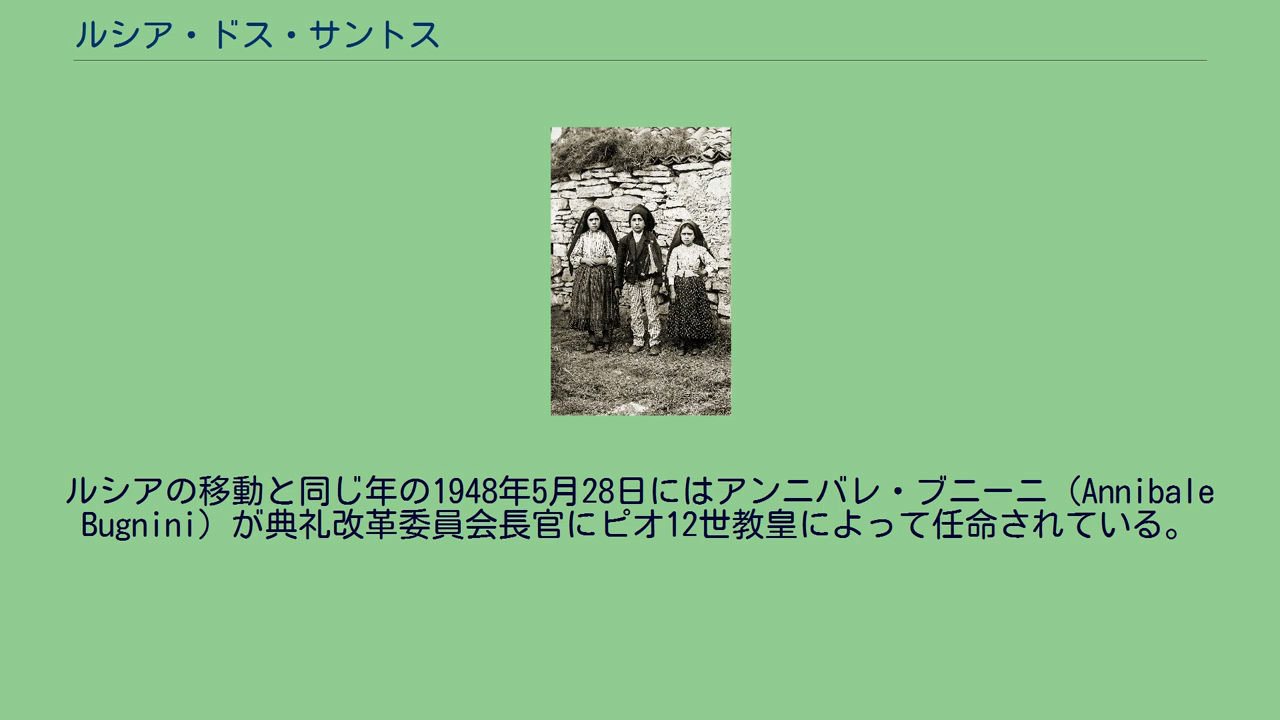 ルシア・ドス・サントス
ルシアの移動と同じ年の1948年5月28日にはアンニバレ・ブニーニ（Annibale
Bugnini）が典礼改革委員会長官にピオ12世教皇によって任命されている。